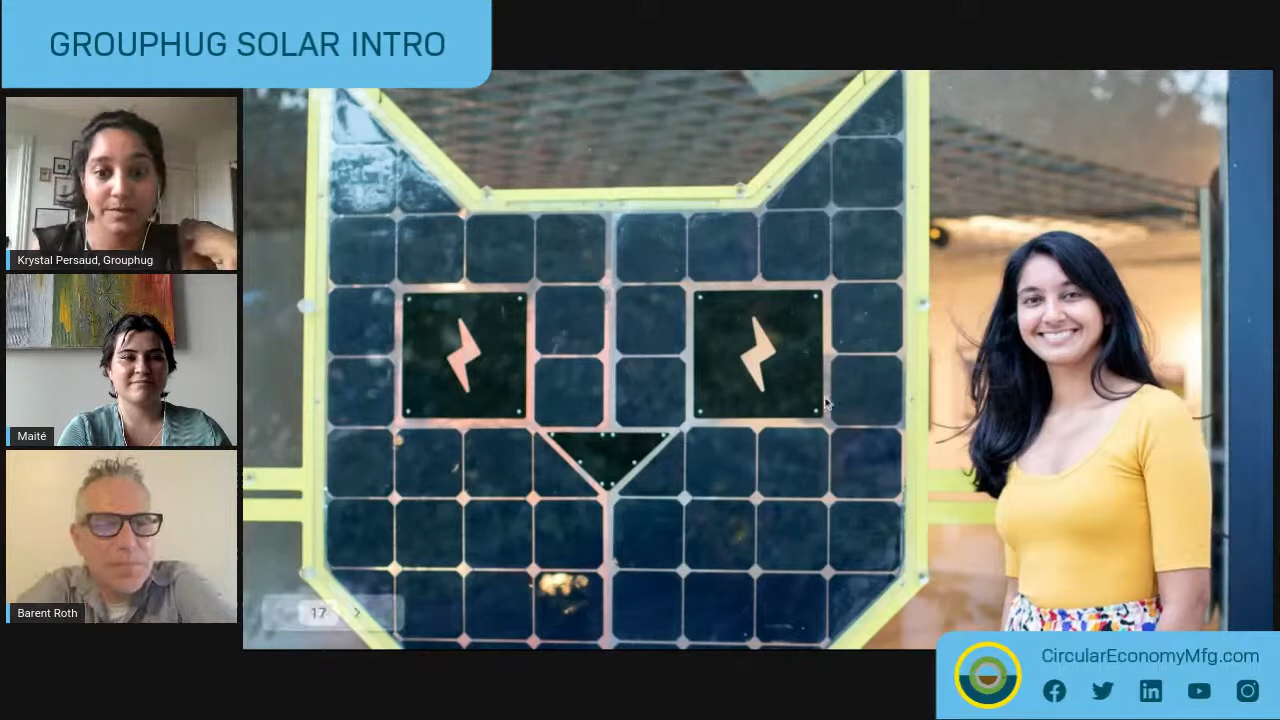 GROUPHUG SOLAR INTRO
Krystal Persaud, Grouphug
Maité
Barent Roth
17
CircularEconomyMfg.com